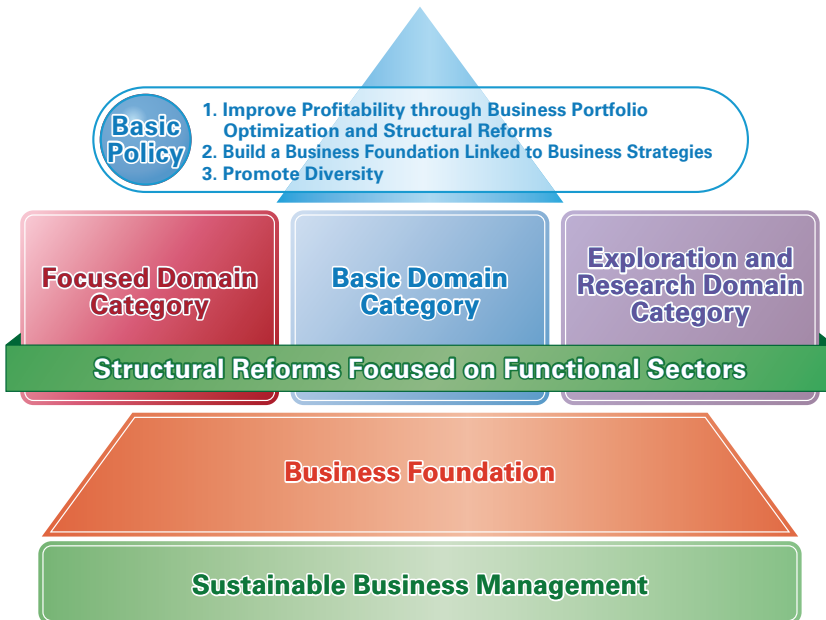 Basic
Policy
1. Improve Profitability through Business Portfolio
Optimization and Structural Reforms
2. Build a Business Foundation Linked to Business Strategies
3. Promote Diversity
Focused Domain
Category
Basic Domain
Category
Exploration and
Research Domain
Category
Structural Reforms Focused on Functional Sectors
Business Foundation
Sustainable Business Management